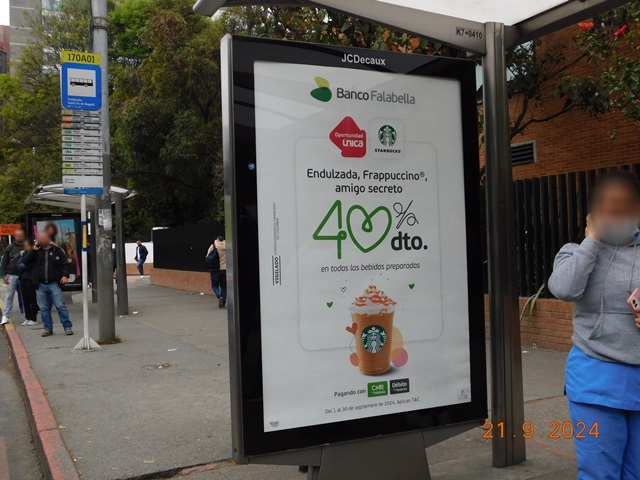 K7+0410
170A01
JCDecaux
Banco Falabella
Oportunidad
única
STARBUCKS
Endulzada, Frappuccino®,
amigo secreto
40%
dto.
en todas las bebidas preparadas
VIGILADO
Pagando con CMR Débito
Del 1 al 30 de septiembre de 2024. Aplican T&C.
21 9 2024